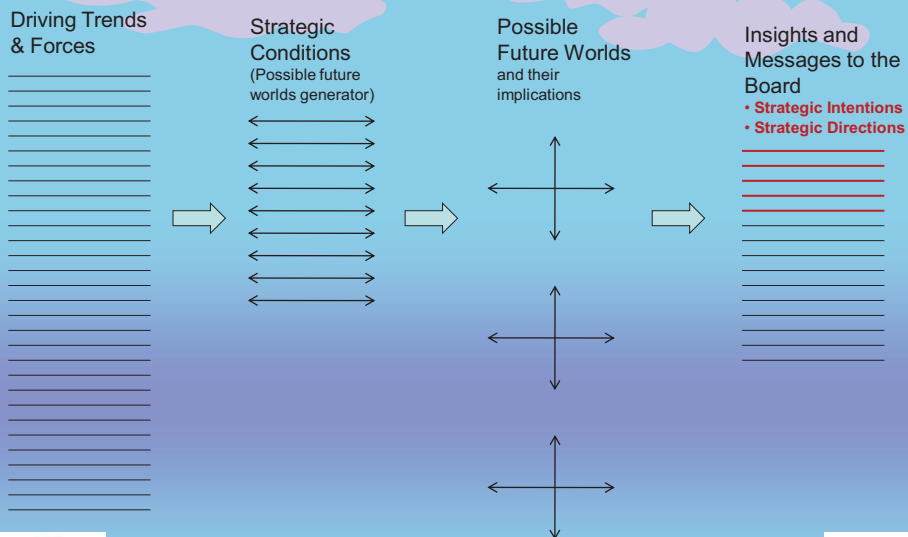 Driving Trends
& Forces
Strategic
Conditions
(Possible future
worlds generator)
Possible
Future Worlds
and their
implications
Insights and
Messages to the
Board
• Strategic Intentions
• Strategic Directions